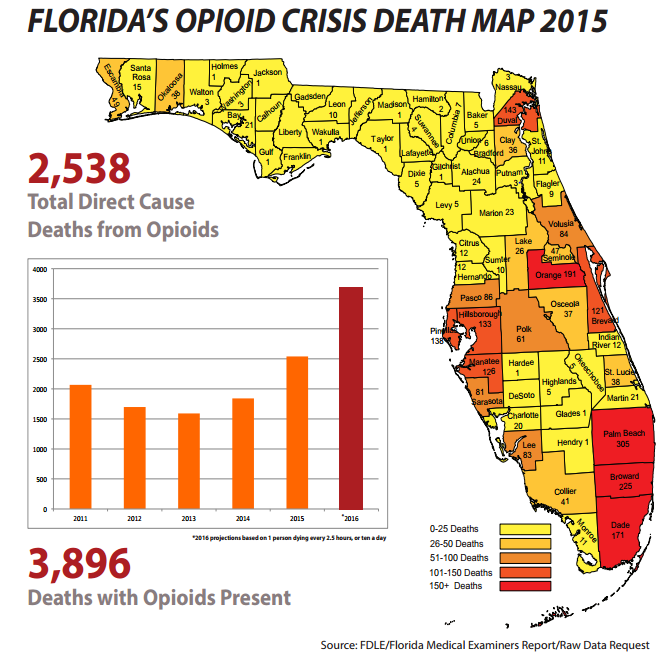 FLORIDA'S OPIOID CRISIS DEATH MAP 2015
2,538
Total Direct Cause
Deaths from Opioids
4000
3500
3000
2500
2000
1500
1000
500
0
2011
2012
2013
2014
2015
*2016
*2016 projections based on 1 person dying every 2.5 hours, or ten a day
3,896
Deaths with Opioids Present
Escambia
49
Santa
Rosa
15
Okaloosa
38
Walton
3
Holmes
1
Washington
3
Jackson
1
Bay
21
Calhoun
Gulf
1
Liberty
Franklin
Gadsden
Leon
10
Wakulla
1
Jefferson
Madison
1
Taylor
1
Hamilton
2
Suwannee
4
Lafayette
Dixie
5
Columbia 7
Gilchrist
1
Baker
5
Union 6
Bradford
3
Nassau
143
Duval
Clay
36
St.
Johns
11
Alachua
24
Putnam
3
Flagler
9
Levy 5
Marion 23
Volusia
84
Citrus
12
Sumter
10
Lake
26
47
Seminole
12
Hernando
Orange 191
Pasco 86
Hillsborough
133
Pinellas
138
Polk
61
Osceola
37
121
Brevard
Indian
River 12
Manatee
126
Hardee
1
Highlands
5
Okeechobee
5
St. Lucie
38
81
Sarasota
DeSoto
Martin 21
Charlotte
20
Glades 1
Lee
83
Hendry 1
Palm Beach
305
Broward
225
Collier
41
Monroe
11
Dade
171
0-25 Deaths
26-50 Deaths
51-100 Deaths
101-150 Deaths
150+ Deaths
Source: FDLE/Florida Medical Examiners Report/Raw Data Request